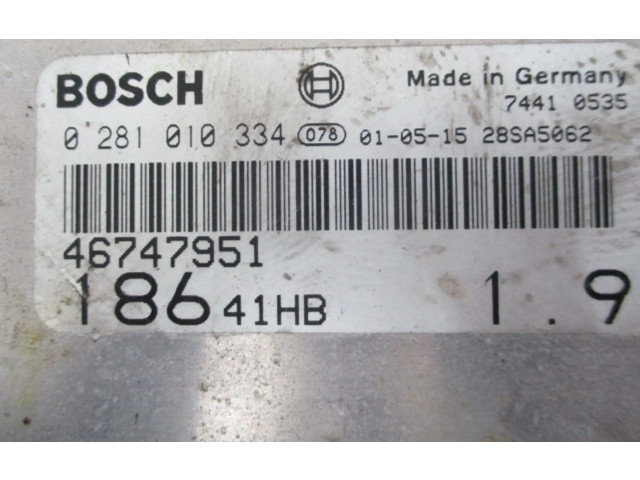 BOSCH Made in Germany
7441 0535
0 281 010 334 078 01-05-15 28SA5062
46747951
186 41HB 1.9